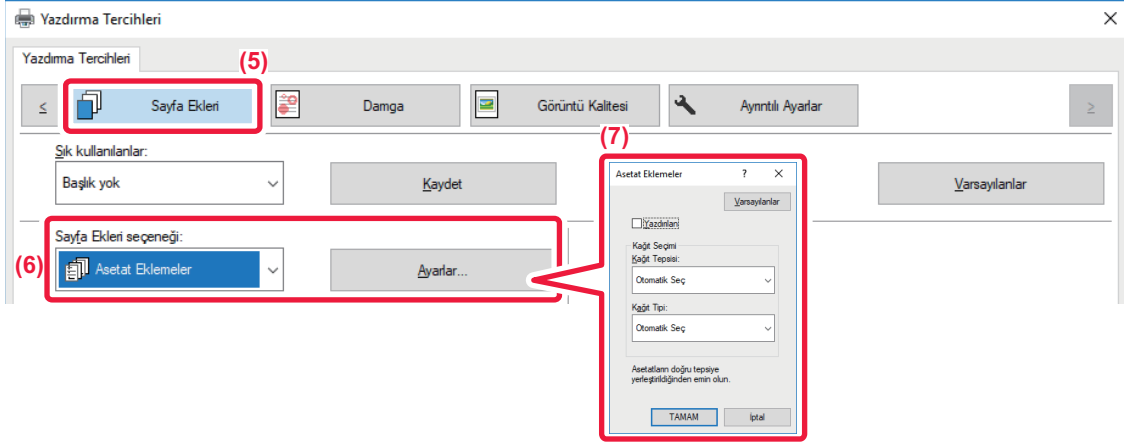 Yazdırma Tercihleri
Yazdırma Tercihleri
(5)
<
Sayfa Ekleri
Damga
Görüntü Kalitesi
Ayrıntılı Ayarlar
>
Sık kullanılanlar:
Başlık yok
Kaydet
Varsayılanlar
(6)
Sayfa Ekleri seçeneği:
Asetat Eklemeler
Ayarlar...
(7)
Asetat Eklemeler
?
Varsayılanlar
Yazdırılan
Kağıt Seçimi
Kağıt Tepsisi:
Otomatik Seç
Kağıt Tipi:
Otomatik Seç
Asetatların doğru tepsiye
yerleştirildiğinden emin olun.
TAMAM
İptal